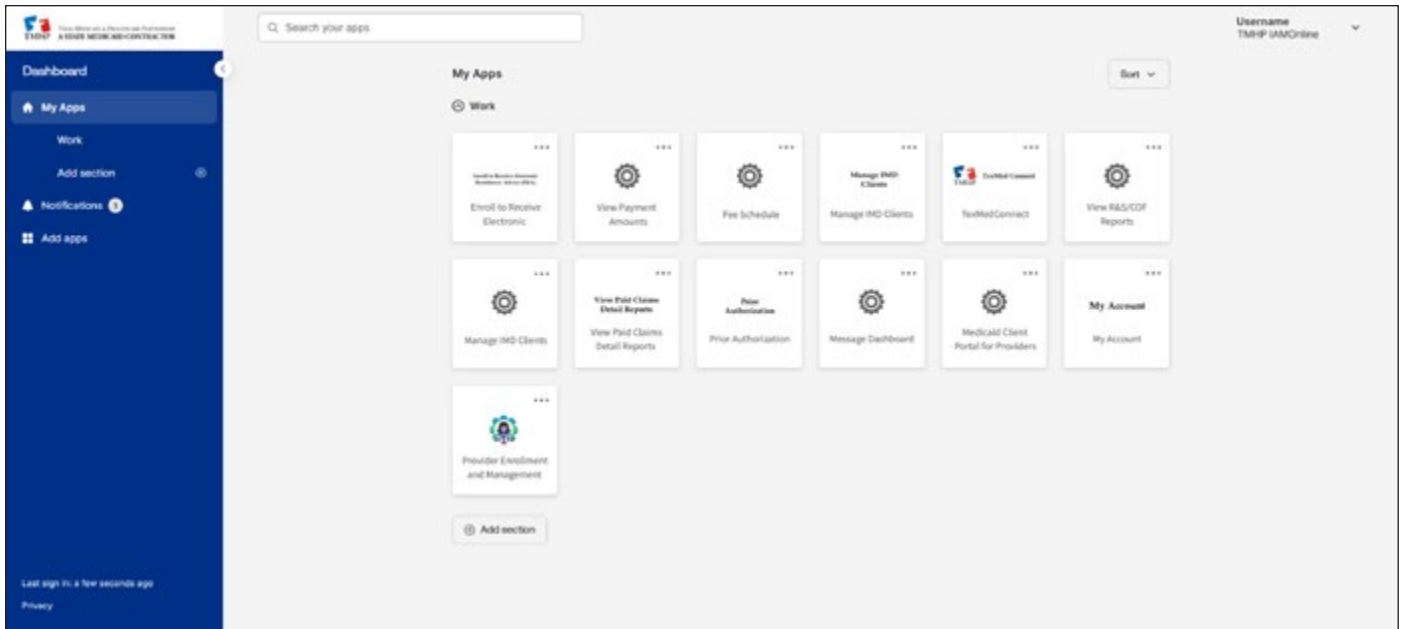 TMHP
A STATE MEDICAID CONTRACTOR
Search your apps
Username
TMHP IAMOnline
Dashboard
My Apps
Work
Add section
Notifications
Add apps
Last sign in: a few seconds ago
Privacy
My Apps
Sort
Work
Enroll to Receive
Electronic
View Payment
Amounts
Fee Schedule
Manage IMD
Clients
Manage IMD Clients
TMHP TexMed Connect
TexMedConnect
View R&S/CDF
Reports
Manage IMD Clients
View Paid Claims
Detail Reports
View Paid Claims
Detail Reports
Prior
Authorization
Prior Authorization
Message Dashboard
Medicaid Client
Portal for Providers
My Account
My Account
Provider Enrollment
and Management
Add section